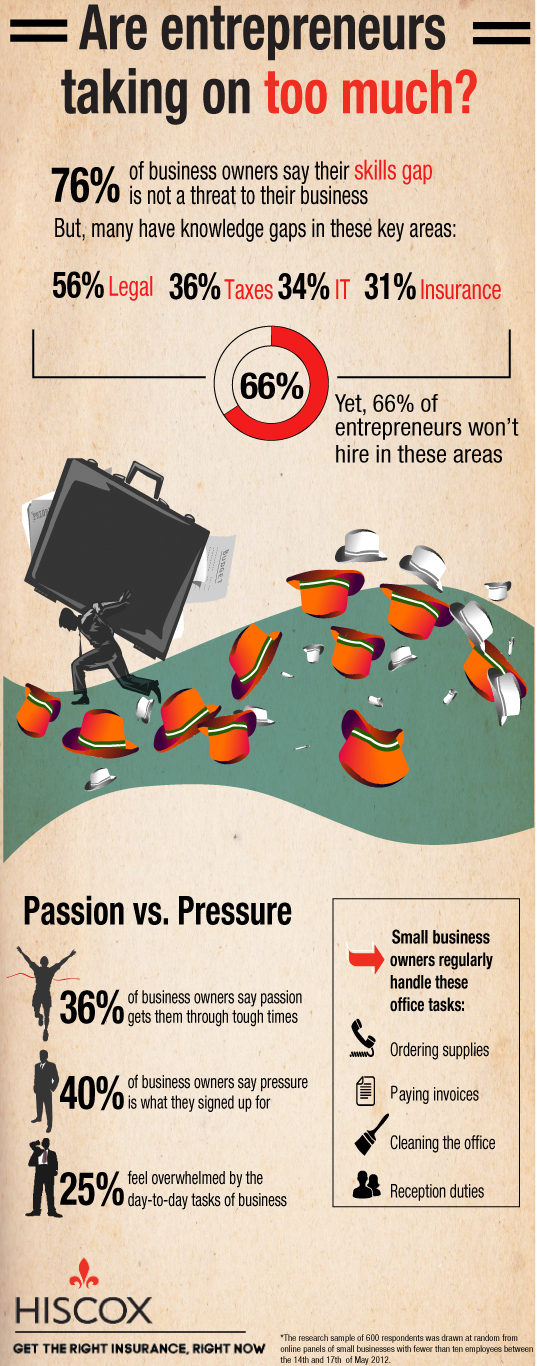 Are entrepreneurs
taking on too much?
76% of business owners say their skills gap
is not a threat to their business
But, many have knowledge gaps in these key areas:
56% Legal 36% Taxes 34% IT 31% Insurance
66%
Yet, 66% of
entrepreneurs won't
hire in these areas
BUDGET
Passion vs. Pressure
36% of business owners say passion
gets them through tough times
40% of business owners say pressure
is what they signed up for
25% feel overwhelmed by the
day-to-day tasks of business
Small business
owners regularly
handle these
office tasks:
Ordering supplies
Paying invoices
Cleaning the office
Reception duties
HISCOX
GET THE RIGHT INSURANCE, RIGHT NOW
*The research sample of 600 respondents was drawn at random from
online panels of small businesses with fewer than ten employees between
the 14th and 17th of May 2012.